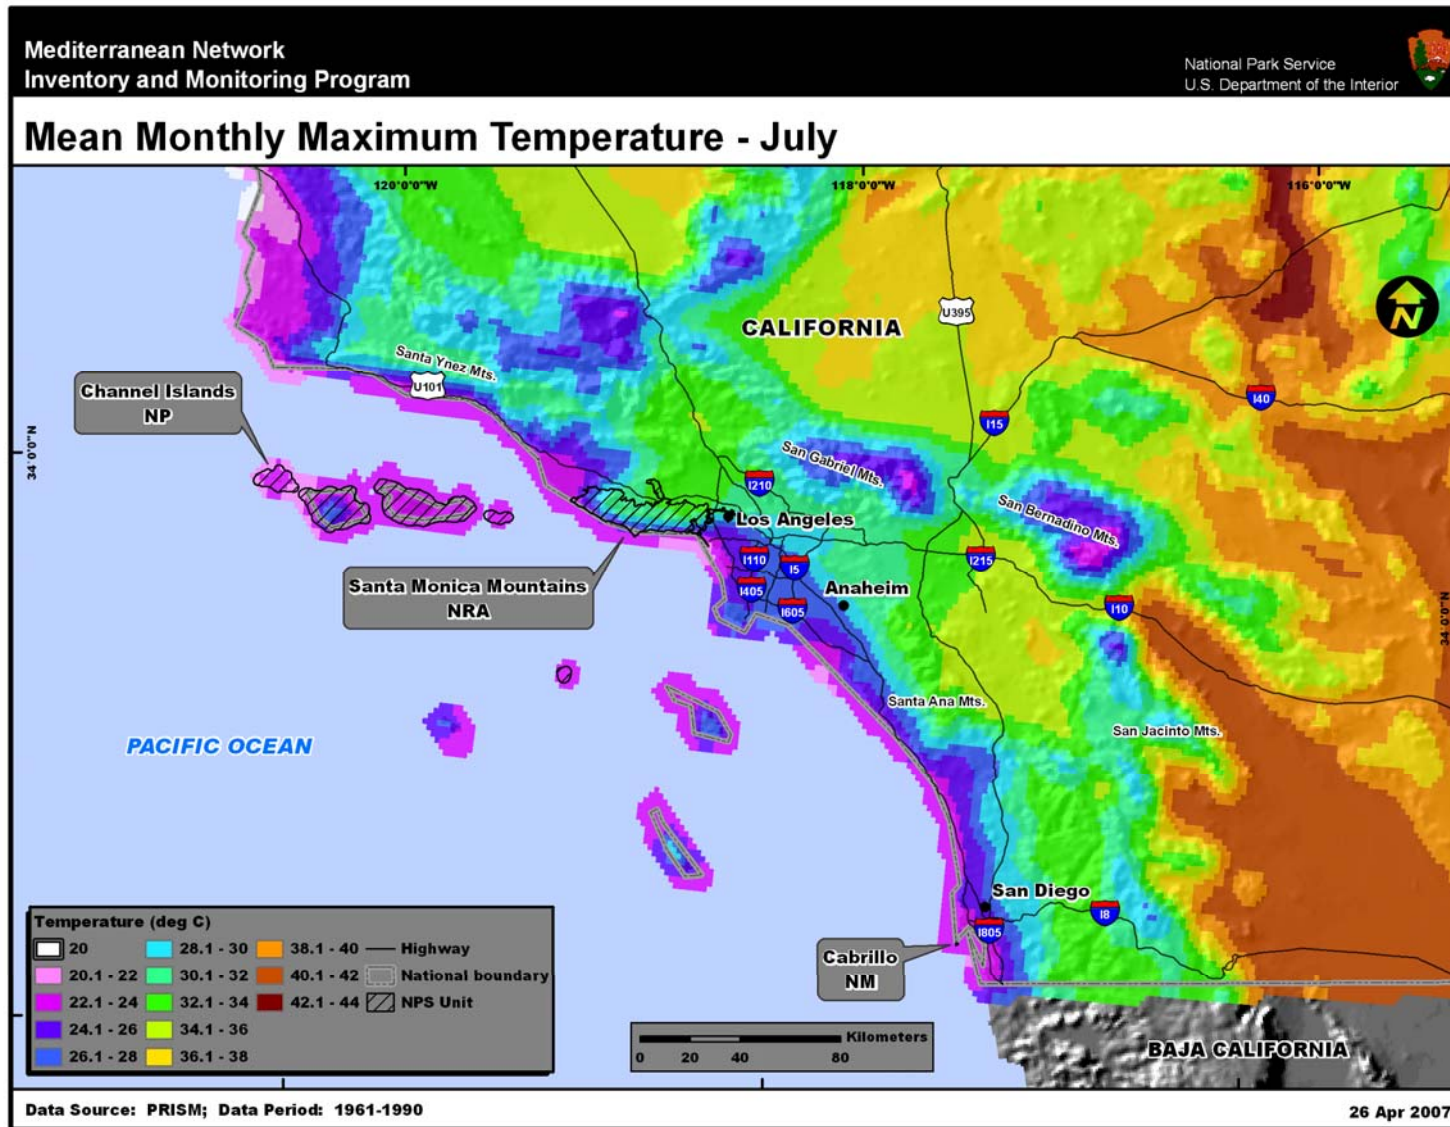 Mediterranean Network
Inventory and Monitoring Program
National Park Service
U.S. Department of the Interior
Mean Monthly Maximum Temperature - July
120°0'0"W
118°0'0"W
116°0'0"W
N
CALIFORNIA
U395
Santa Ynez Mts.
U101
Channel Islands
NP
I40
I15
34°0'0"N
San Gabriel Mts.
I210
San Bernadino Mts.
Los Angeles
I110
I5
I215
Santa Monica Mountains
NRA
I405
Anaheim
I605
I10
34°0'0"N
Santa Ana Mts.
San Jacinto Mts.
PACIFIC OCEAN
San Diego
I8
I805
Cabrillo
NM
Temperature (deg C)
20
28.1 - 30
38.1 - 40
Highway
20.1 - 22
30.1 - 32
40.1 - 42
National boundary
22.1 - 24
32.1 - 34
42.1 - 44
NPS Unit
24.1 - 26
34.1 - 36
26.1 - 28
36.1 - 38
Kilometers
0 20 40 80
BAJA CALIFORNIA
Data Source: PRISM; Data Period: 1961-1990
26 Apr 2007